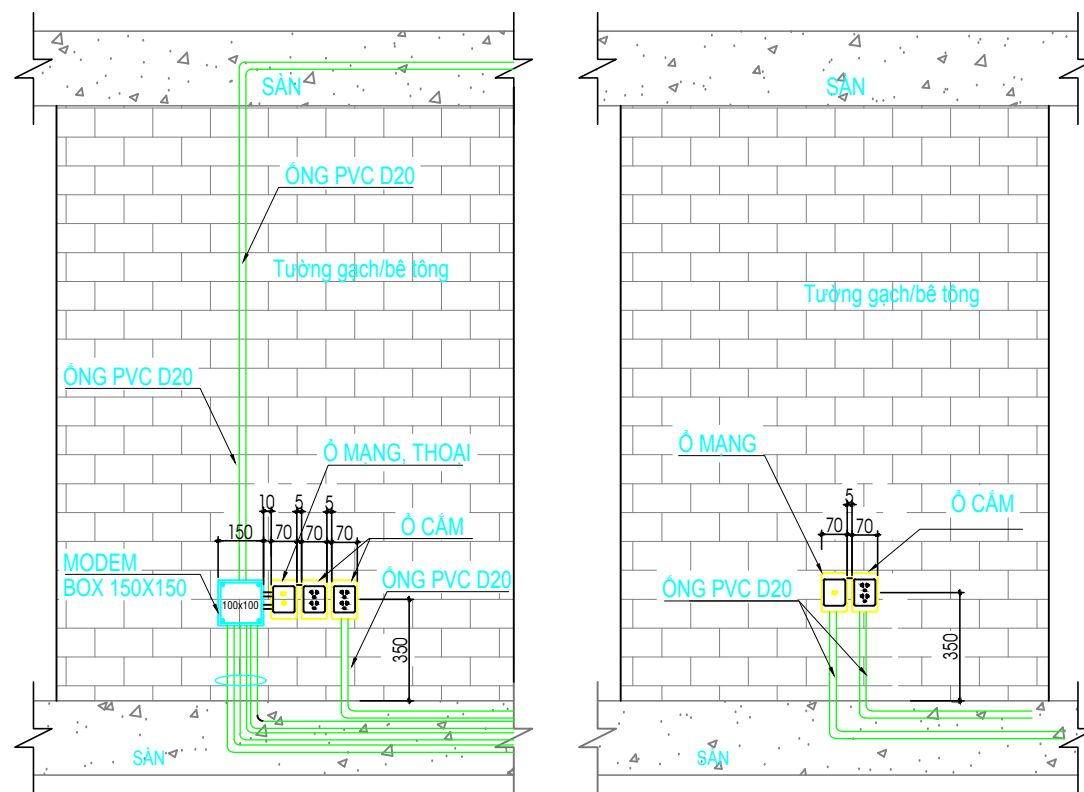 SÀN
ỐNG PVC D20
Tường gạch/bê tông
ỐNG PVC D20
Ổ MẠNG, THOẠI
10 5 5
150 70 70 70
Ổ CẮM
MODEM
BOX 150X150
100x100
ỐNG PVC D20
350
SÀN
SÀN
Tường gạch/bê tông
Ổ MẠNG
5
70 70
Ổ CẮM
ỐNG PVC D20
350
SÀN